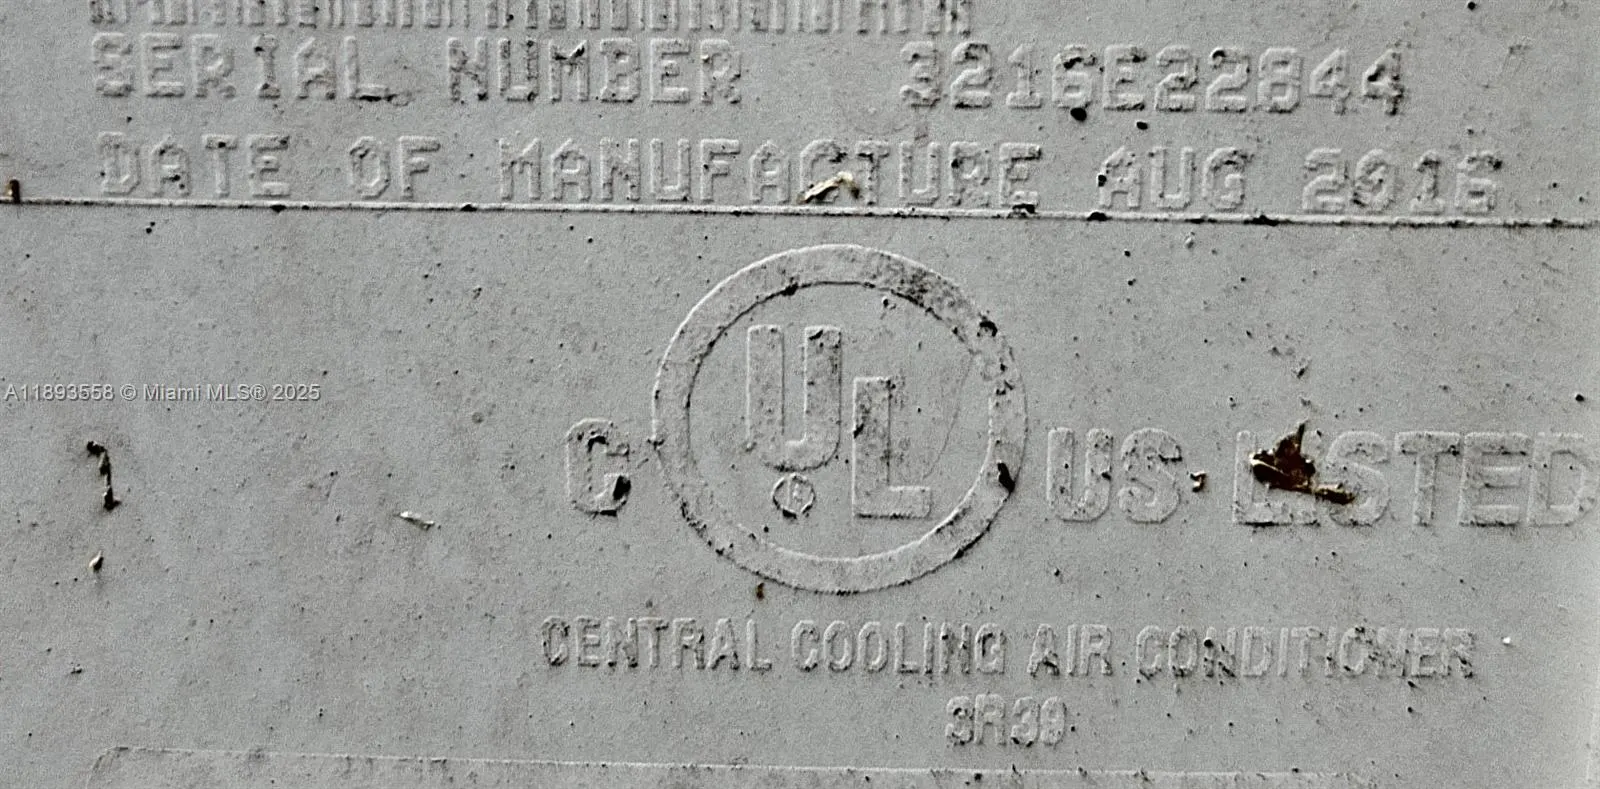 SERIAL NUMBER 3216E22844
DATE OF MANUFACTURE AUG 2016
A11893558 © Miami MLS® 2025
UL
®
C US LISTED
CENTRAL COOLING AIR CONDITIONER
3R39